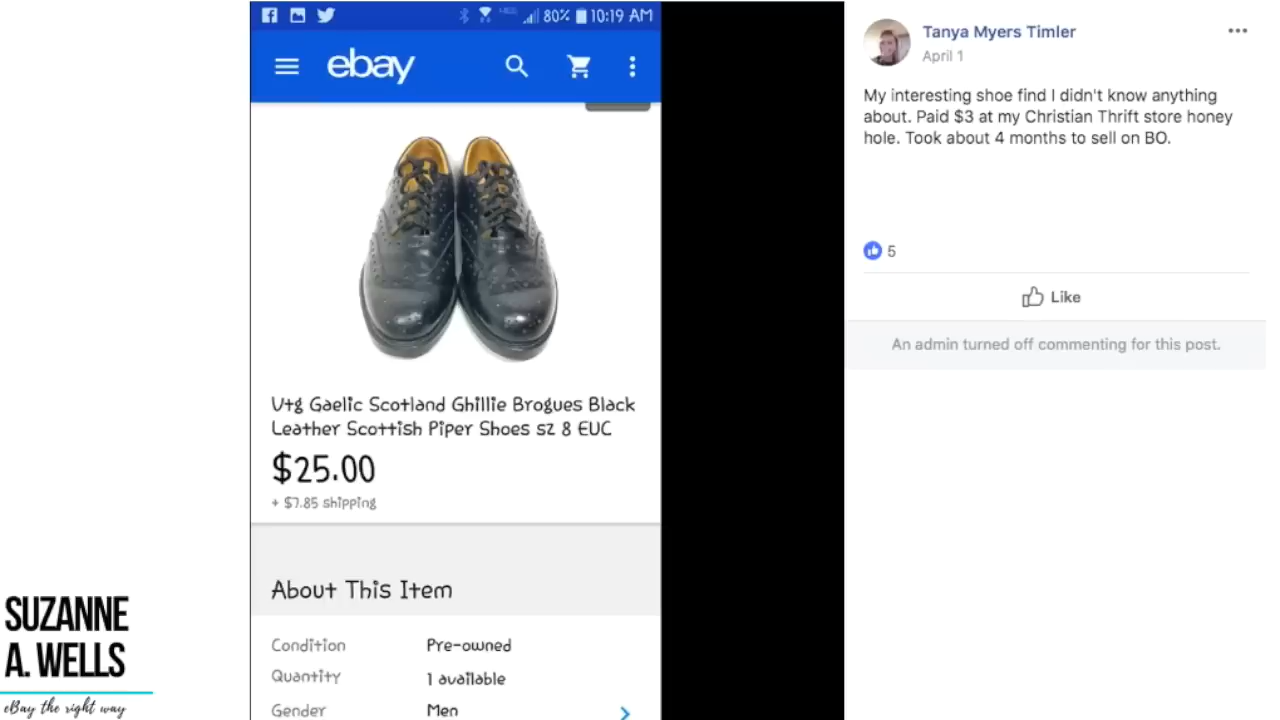 80% 10:19 AM
ebay
Vtg Gaelic Scotland Ghillie Brogues Black
Leather Scottish Piper Shoes sz 8 EUC
$25.00
+ $7.85 shipping
About This Item
Condition Pre-owned
Quantity 1 available
Gender Men
Tanya Myers Timler
April 1
My interesting shoe find I didn't know anything
about. Paid $3 at my Christian Thrift store honey
hole. Took about 4 months to sell on BO.
5
Like
An admin turned off commenting for this post.
SUZANNE
A. WELLS
eBay the right way